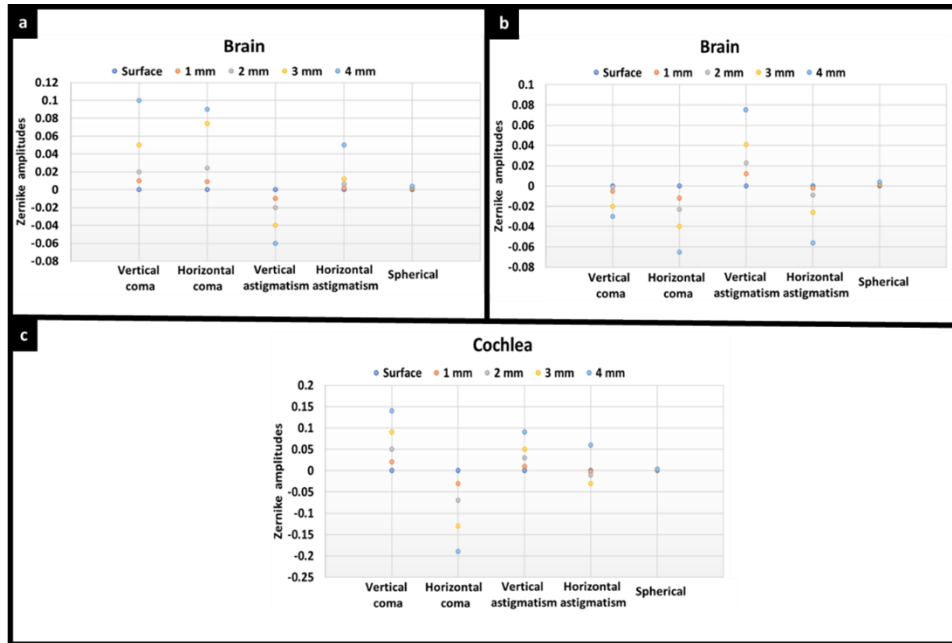 a
Brain
Surface 1 mm 2 mm 3 mm 4 mm
Zernike amplitudes
0.12
0.1
0.08
0.06
0.04
0.02
0
-0.02
-0.04
-0.06
-0.08
Vertical coma
Horizontal coma
Vertical astigmatism
Horizontal astigmatism
Spherical
b
Brain
Surface 1 mm 2 mm 3 mm 4 mm
Zernike amplitudes
0.1
0.08
0.06
0.04
0.02
0
-0.02
-0.04
-0.06
-0.08
Vertical coma
Horizontal coma
Vertical astigmatism
Horizontal astigmatism
Spherical
c
Cochlea
Surface 1 mm 2 mm 3 mm 4 mm
Zernike amplitudes
0.2
0.15
0.1
0.05
0
-0.05
-0.1
-0.15
-0.2
-0.25
Vertical coma
Horizontal coma
Vertical astigmatism
Horizontal astigmatism
Spherical